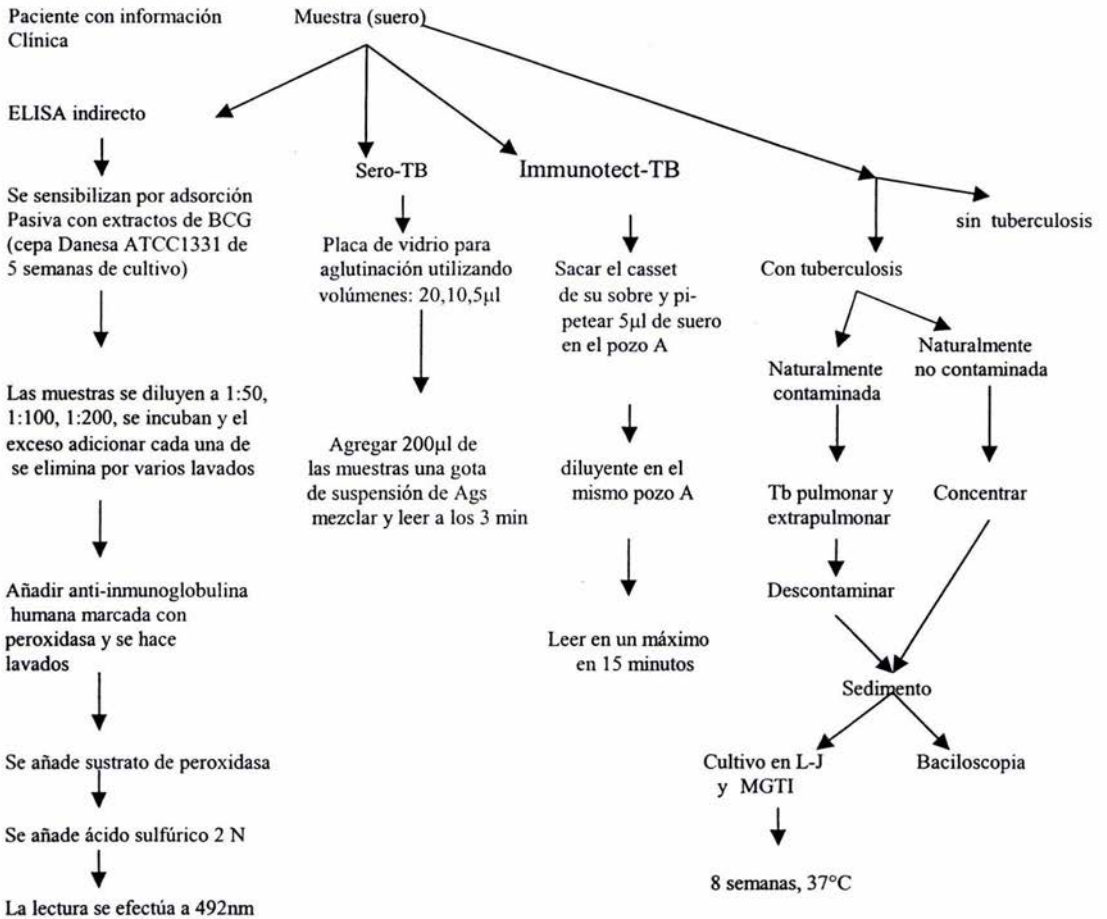 Paciente con información
Clínica
Muestra (suero)
ELISA indirecto
Se sensibilizan por adsorción
Pasiva con extractos de BCG
(cepa Danesa ATCC1331 de
5 semanas de cultivo)
Las muestras se diluyen a 1:50,
1:100, 1:200, se incuban y el
exceso adicionar cada una de
se elimina por varios lavados
Añadir anti-inmunoglobulina
humana marcada con
peroxidasa y se hace
lavados
Se añade sustrato de peroxidasa
Se añade ácido sulfúrico 2 N
La lectura se efectúa a 492nm
Sero-TB
Placa de vidrio para
aglutinación utilizando
volúmenes: 20,10,5µl
Agregar 200µl de
las muestras una gota
de suspensión de Ags
mezclar y leer a los 3 min
Immunotect-TB
Sacar el casset
de su sobre y pi-
petear 5µl de suero
en el pozo A
diluyente en el
mismo pozo A
Leer en un máximo
en 15 minutos
sin tuberculosis
Con tuberculosis
Naturalmente
contaminada
Naturalmente
no contaminada
Tb pulmonar y
extrapulmonar
Concentrar
Descontaminar
Sedimento
Cultivo en L-J
y MGTI
Baciloscopia
8 semanas, 37°C